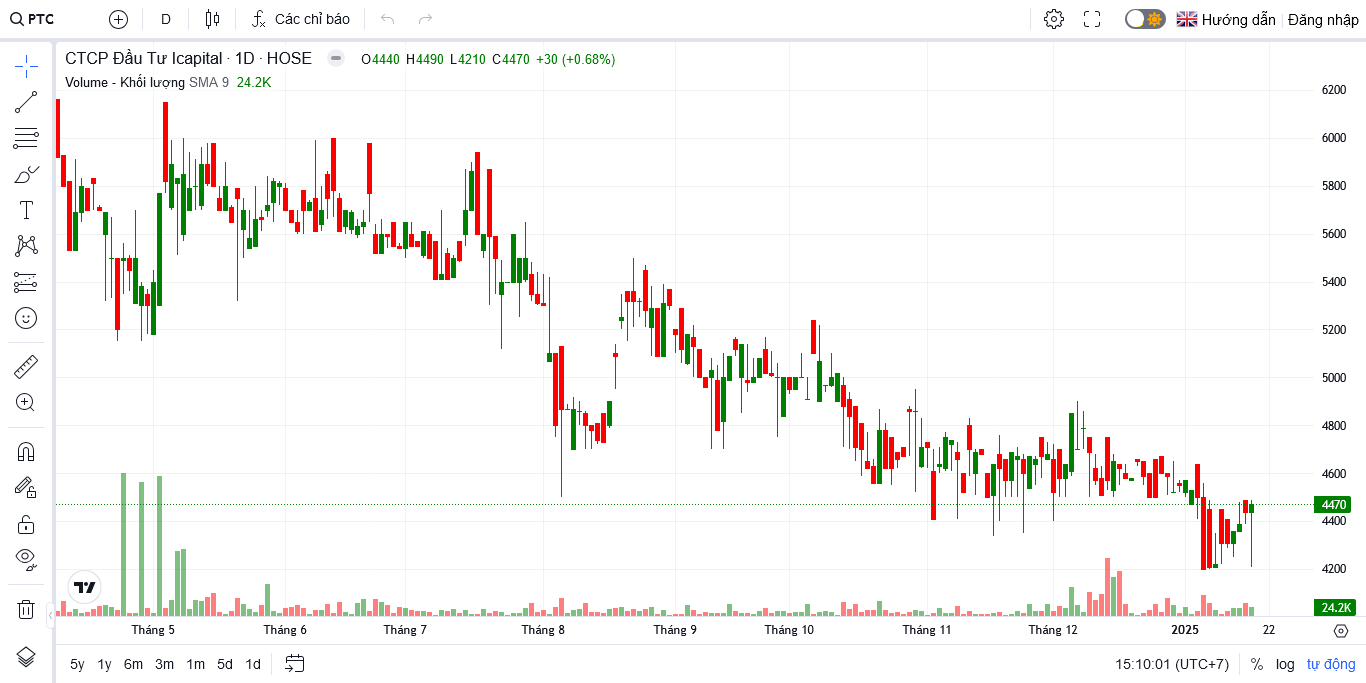 PTC D Các chỉ báo Hướng dẫn Đăng nhập
CTCP Đầu Tư Icapital · 1D · HOSE O4440 H4490 L4210 C4470 +30 (+0.68%)
Volume - Khối lượng SMA 9 24.2K
6200
6000
5800
5600
5400
5200
5000
4800
4600
4470
4400
4200
24.2K
Tháng 5 Tháng 6 Tháng 7 Tháng 8 Tháng 9 Tháng 10 Tháng 11 Tháng 12 2025 22
5y 1y 6m 3m 1m 5d 1d 15:10:01 (UTC+7) % log tự động